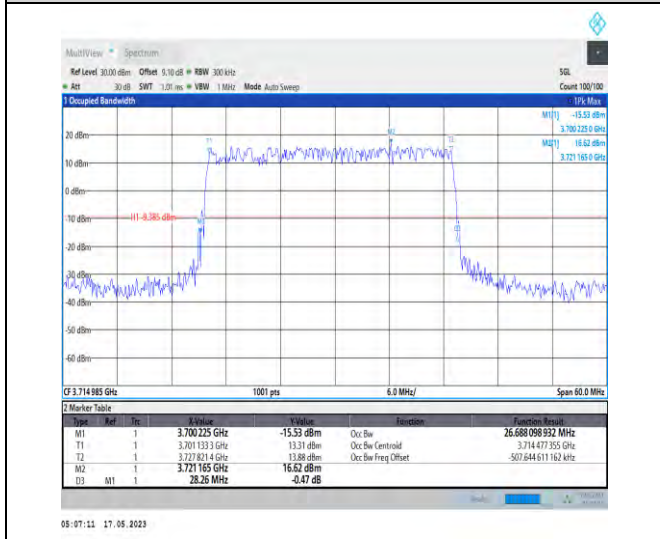 MultiView Spectrum
Ref Level 30.00 dBm Offset 9.10 dB RBW 300 kHz SGL
Att 30 dB SWT 1.01 ms VBW 1 MHz Mode Auto Sweep Count 100/100
1 Occupied Bandwidth 1Pk Max
M1[1] -15.53 dBm
3.700 225 0 GHz
M2[1] 16.62 dBm
3.721 165 0 GHz
20 dBm
10 dBm
0 dBm
-10 dBm
-20 dBm
-30 dBm
-40 dBm
-50 dBm
-60 dBm
T1
M2
T2
H1 -9.385 dBm
M1
D3
CF 3.714 985 GHz 1001 pts 6.0 MHz/ Span 60.0 MHz
2 Marker Table
Type Ref Trc X-Value Y-Value Function Function Result
M1 1 3.700 225 GHz -15.53 dBm Occ Bw 26.688 098 932 MHz
T1 1 3.701 133 3 GHz 13.31 dBm Occ Bw Centroid 3.714 477 355 GHz
T2 1 3.727 821 4 GHz 13.88 dBm Occ Bw Freq Offset -507.644 611 162 kHz
M2 1 3.721 165 GHz 16.62 dBm
D3 M1 1 28.26 MHz -0.47 dB
05:07:11 17.05.2023